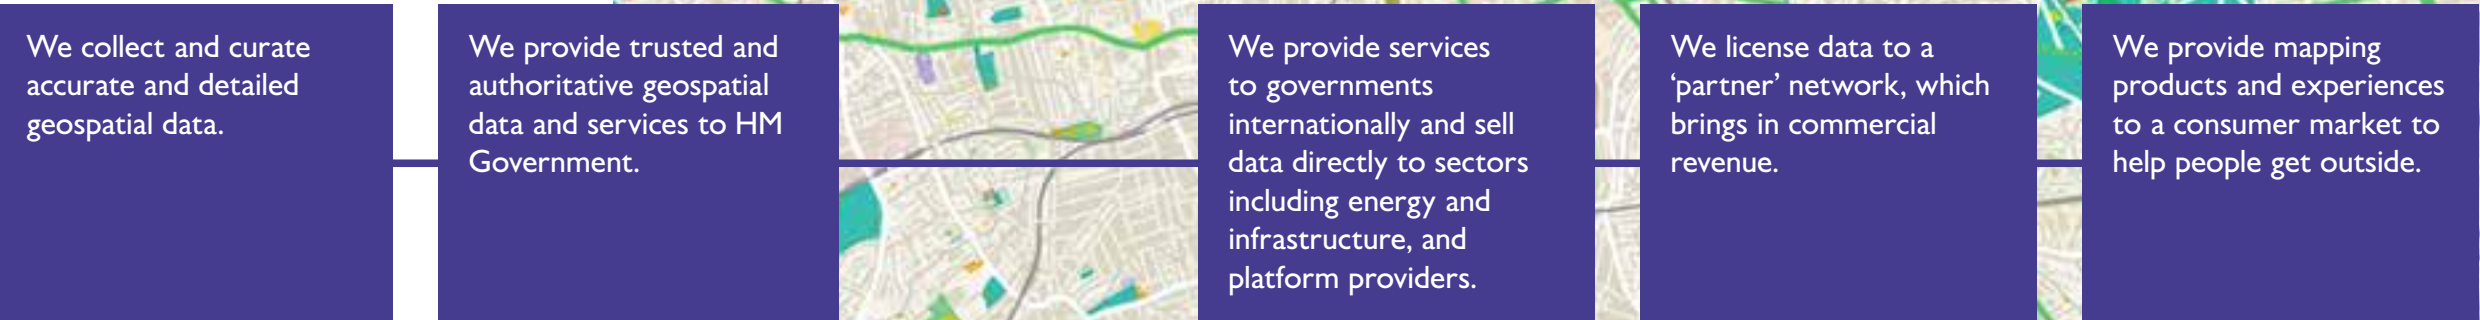 We collect and curate
accurate and detailed
geospatial data.
We provide trusted and
authoritative geospatial
data and services to HM
Government.
We provide services
to governments
internationally and sell
data directly to sectors
including energy and
infrastructure, and
platform providers.
We license data to a
‘partner’ network, which
brings in commercial
revenue.
We provide mapping
products and experiences
to a consumer market to
help people get outside.